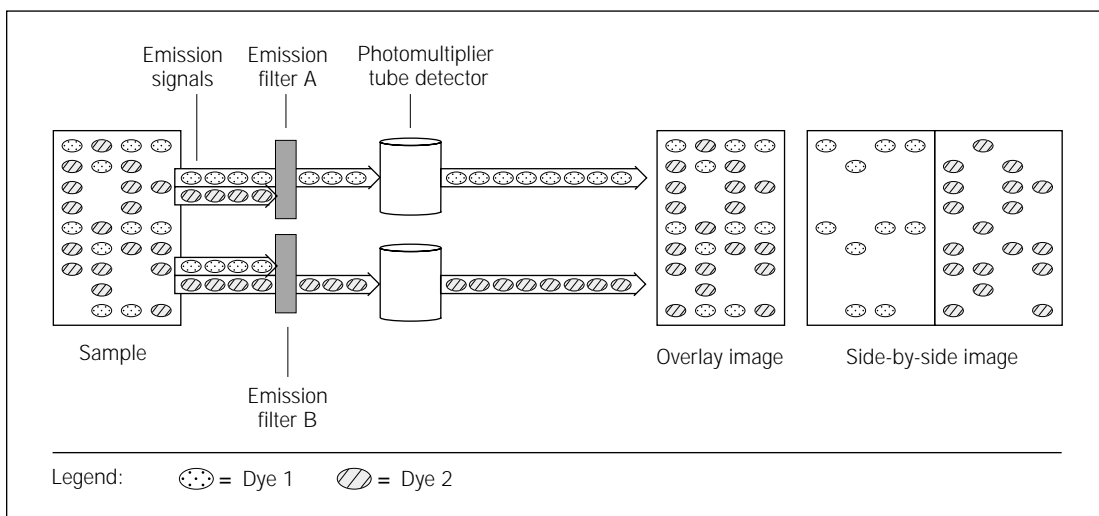 Emission
signals
Emission
filter A
Photomultiplier
tube detector
Sample
Overlay image
Side-by-side image
Emission
filter B
Legend:
= Dye 1
= Dye 2